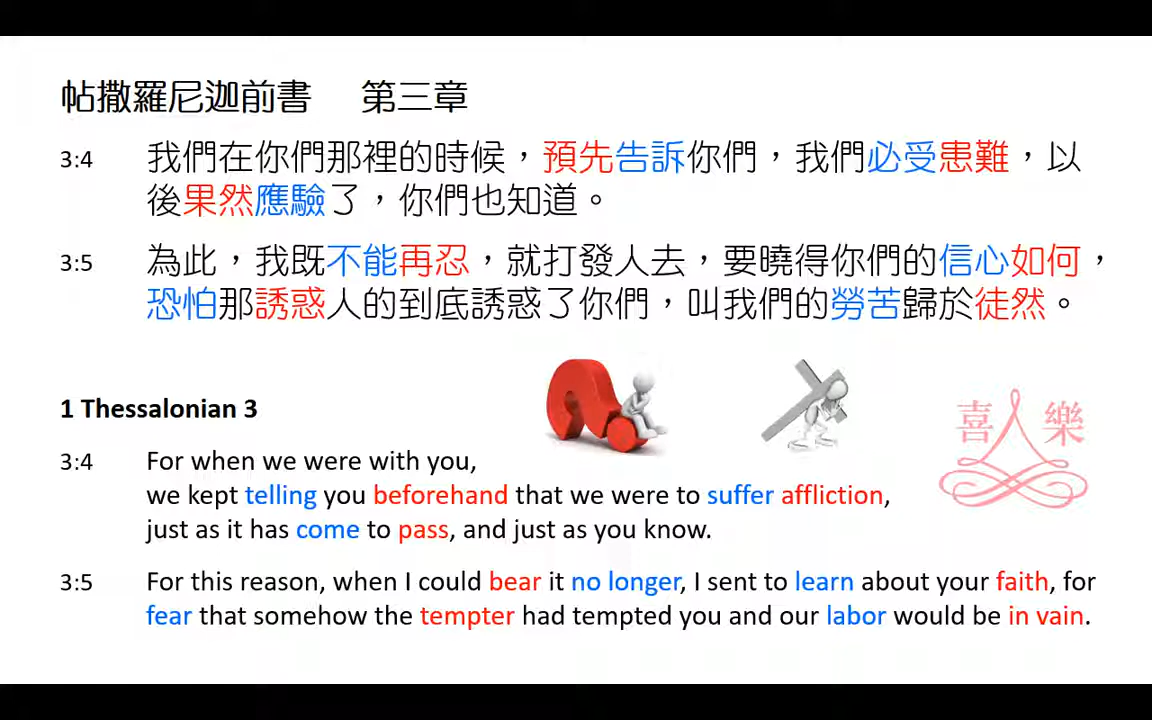 帖撒羅尼迦前書 第三章
3:4 我們在你們那裡的時候，預先告訴你們，我們必受患難，以
後果然應驗了，你們也知道。
3:5 為此，我既不能再忍，就打發人去，要曉得你們的信心如何，
恐怕那誘惑人的到底誘惑了你們，叫我們的勞苦歸於徒然。
1 Thessalonian 3
喜人樂
3:4 For when we were with you,
we kept telling you beforehand that we were to suffer affliction,
just as it has come to pass, and just as you know.
3:5 For this reason, when I could bear it no longer, I sent to learn about your faith, for
fear that somehow the tempter had tempted you and our labor would be in vain.